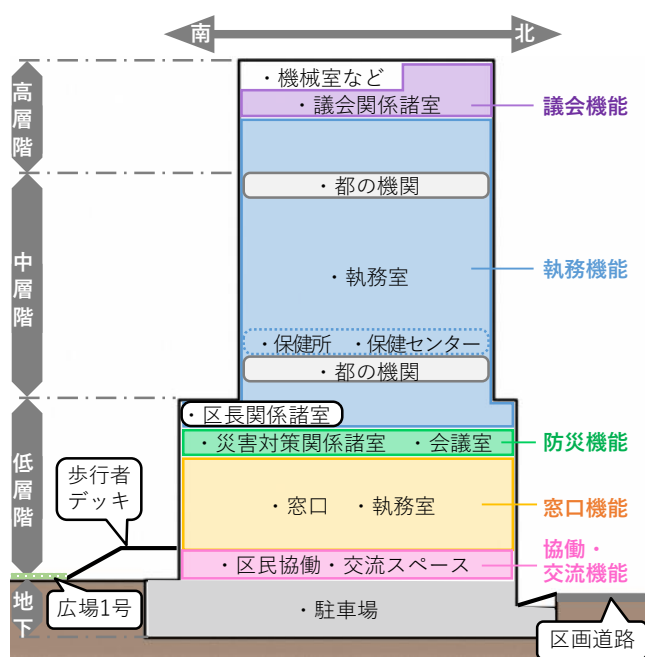 南
北
高層階
・機械室など
・議会関係諸室
議会機能
・都の機関
中層階
・執務室
執務機能
・保健所 ・保健センター
・都の機関
・区長関係諸室
低層階
・災害対策関係諸室 ・会議室
防災機能
歩行者
デッキ
・窓口 ・執務室
窓口機能
・区民協働・交流スペース
協働・
交流機能
地下
広場1号
・駐車場
区画道路